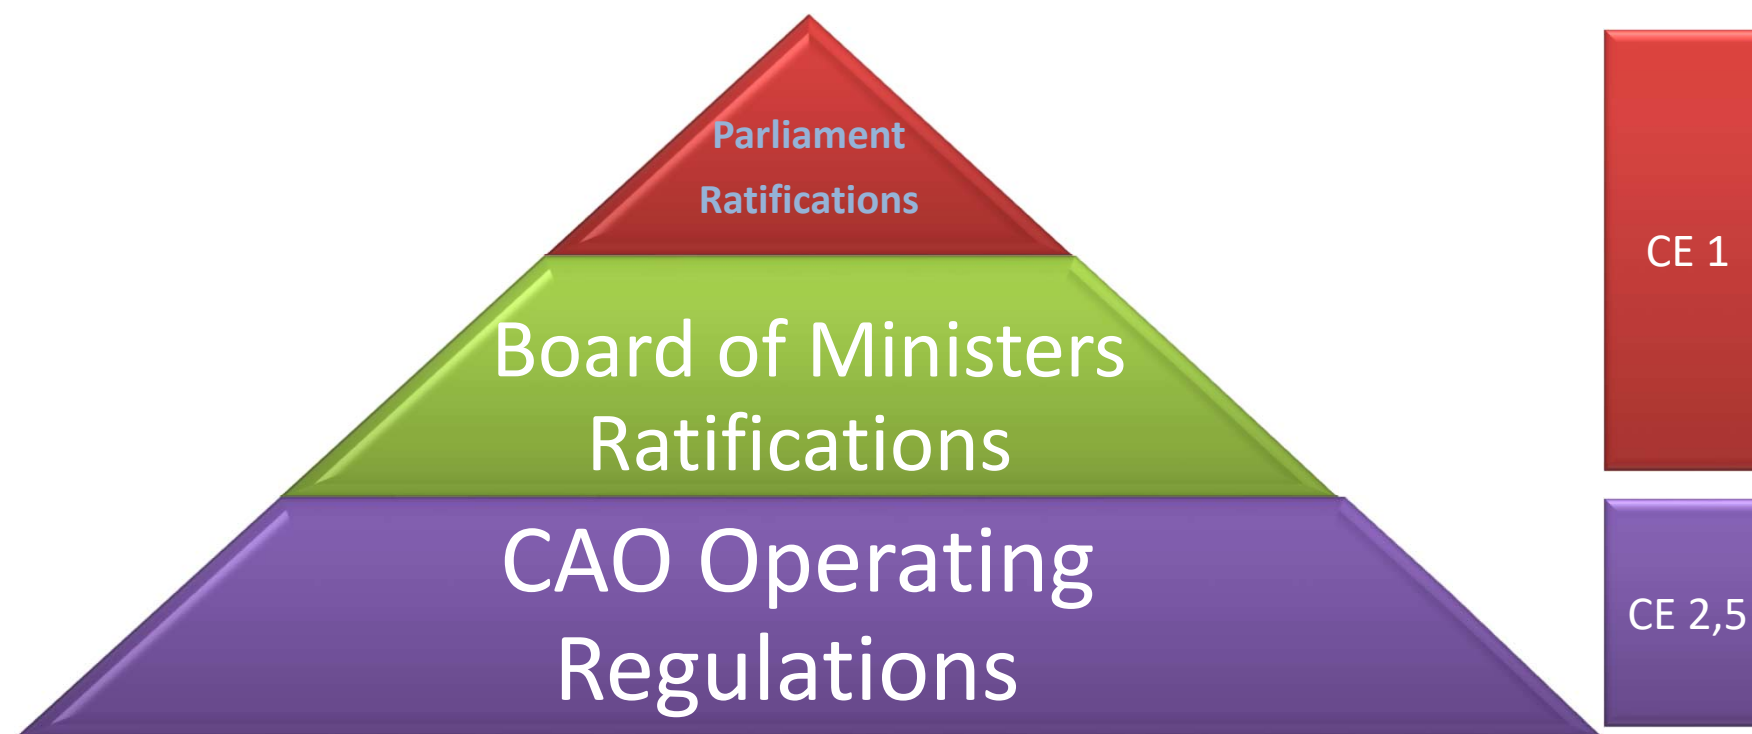 Parliament
Ratifications
Board of Ministers
Ratifications
CAO Operating
Regulations
CE 1
CE 2,5